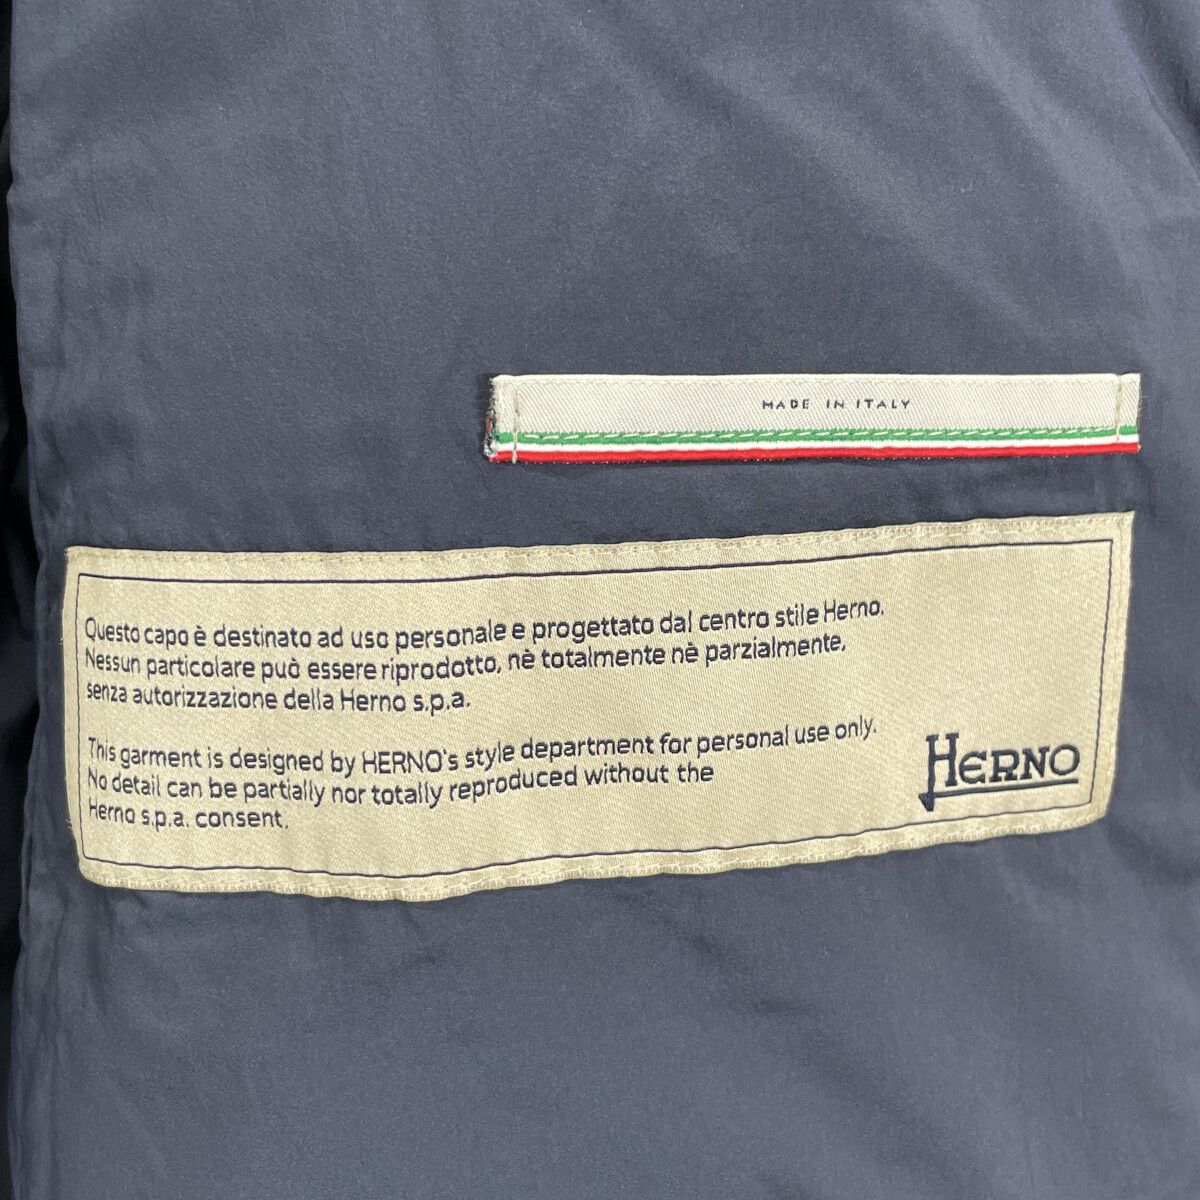 MADE IN ITALY
Questo capo è destinato ad uso personale e progettato dal centro stile Herno.
Nessun particolare può essere riprodotto, nè totalmente nè parzialmente,
senza autorizzazione della Herno s.p.a.
This garment is designed by HERNO's style department for personal use only.
No detail can be partially nor totally reproduced without the
Herno s.p.a. consent.
HERNO